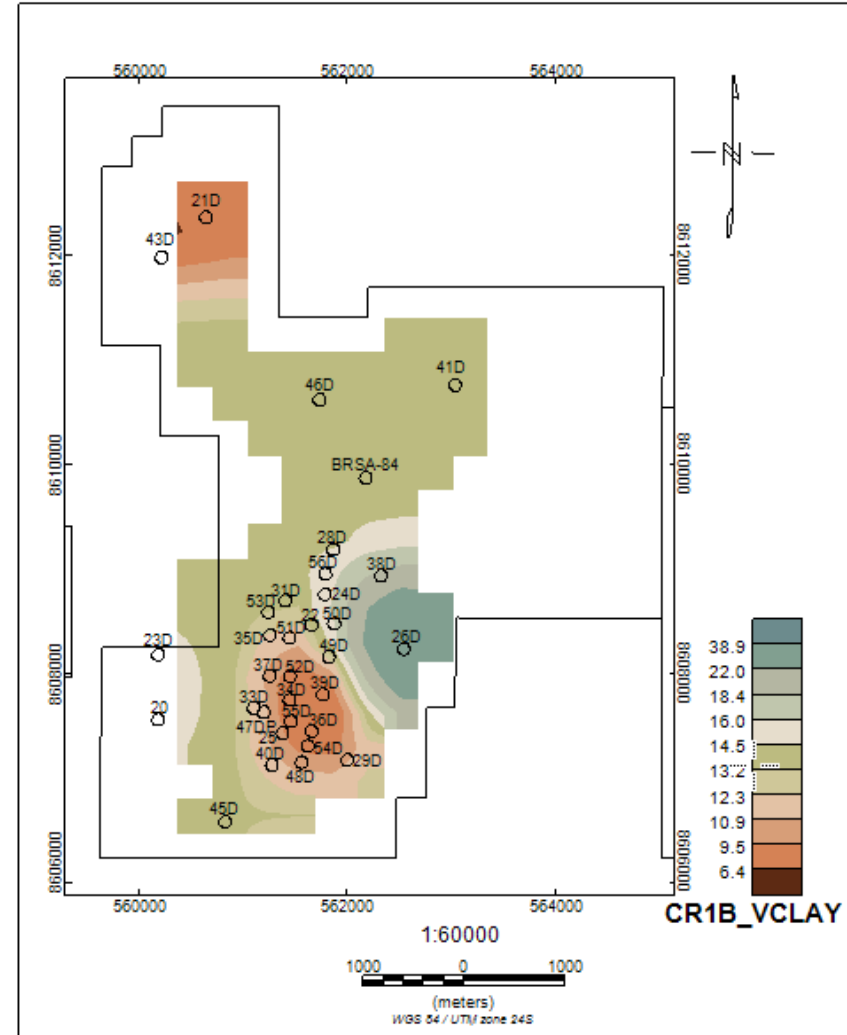 560000 562000 564000
21D
43D
8612000 8612000
41D
46D
BRSA-84
8610000 8610000
28D
56D 38D
24D
31D
53D
22 50D
51D
35D
49D
26D
23D
37D 52D
8608000 8608000
34D 39D
33D
20
55D
47DP
36D
25
54D
40D 29D
48D
45D
8606000 8606000
560000 562000 564000
N
38.9
22.0
18.4
16.0
14.5
13.2
12.3
10.9
9.5
6.4
CR1B_VCLAY
1:60000
1000 0 1000
(meters)
WGS 84 / UTM zone 24S